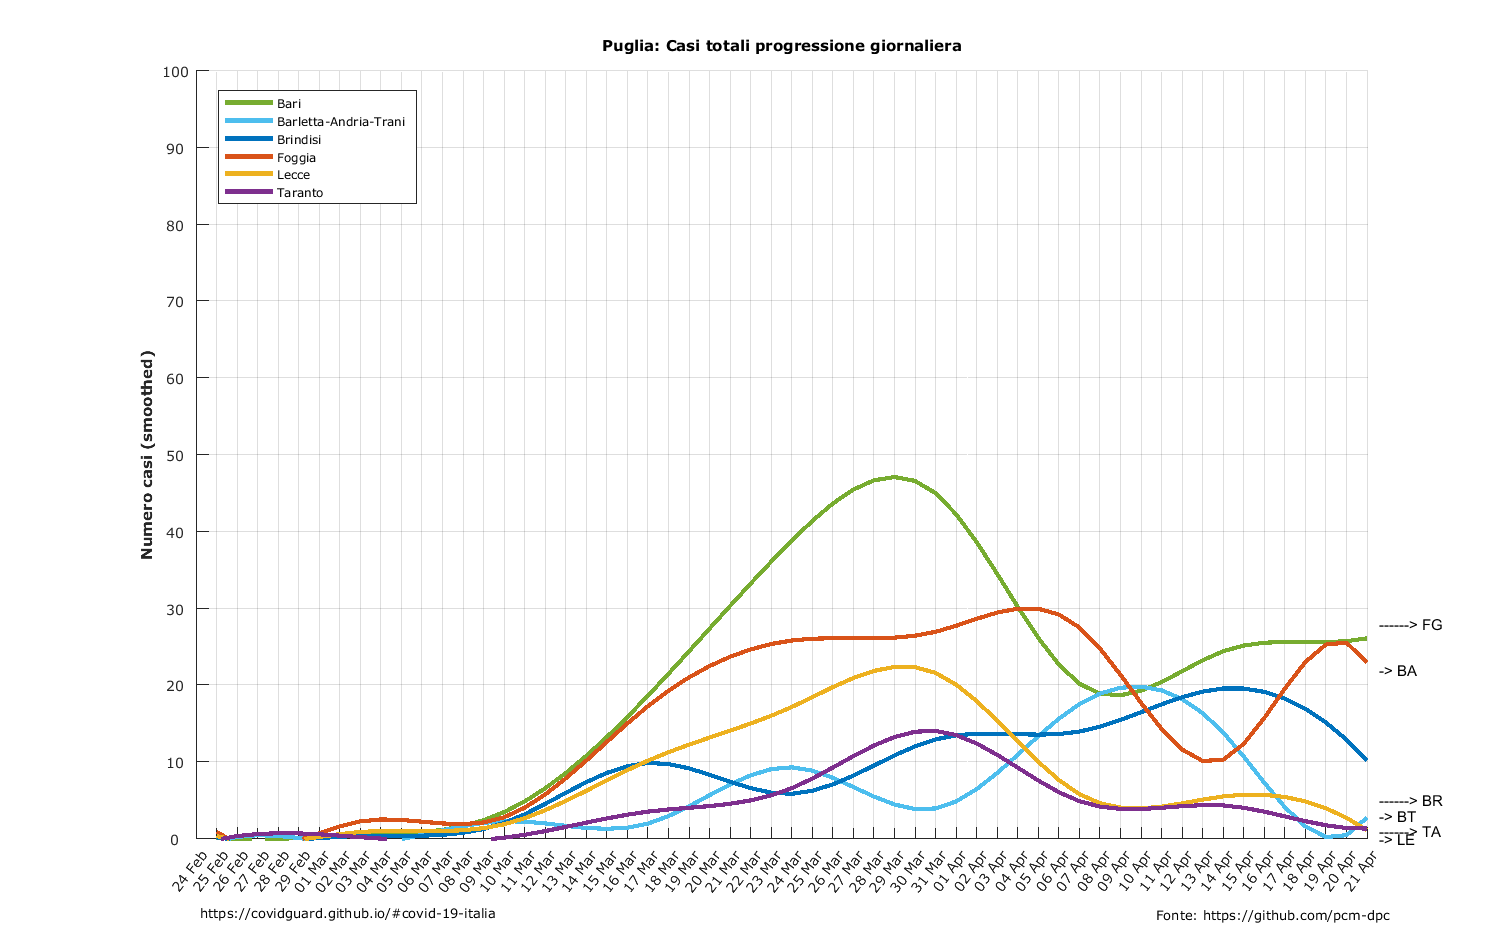 Puglia: Casi totali progressione giornaliera
100
90
80
70
60
50
40
30
20
10
0
Numero casi (smoothed)
Bari
Barletta-Andria-Trani
Brindisi
Foggia
Lecce
Taranto
------> FG
-> BA
------> BR
-> BT
------> TA
-> LE
24 Feb
25 Feb
26 Feb
27 Feb
28 Feb
29 Feb
01 Mar
02 Mar
03 Mar
04 Mar
05 Mar
06 Mar
07 Mar
08 Mar
09 Mar
10 Mar
11 Mar
12 Mar
13 Mar
14 Mar
15 Mar
16 Mar
17 Mar
18 Mar
19 Mar
20 Mar
21 Mar
22 Mar
23 Mar
24 Mar
25 Mar
26 Mar
27 Mar
28 Mar
29 Mar
30 Mar
31 Mar
01 Apr
02 Apr
03 Apr
04 Apr
05 Apr
06 Apr
07 Apr
08 Apr
09 Apr
10 Apr
11 Apr
12 Apr
13 Apr
14 Apr
15 Apr
16 Apr
17 Apr
18 Apr
19 Apr
20 Apr
21 Apr
https://covidguard.github.io/#covid-19-italia
Fonte: https://github.com/pcm-dpc